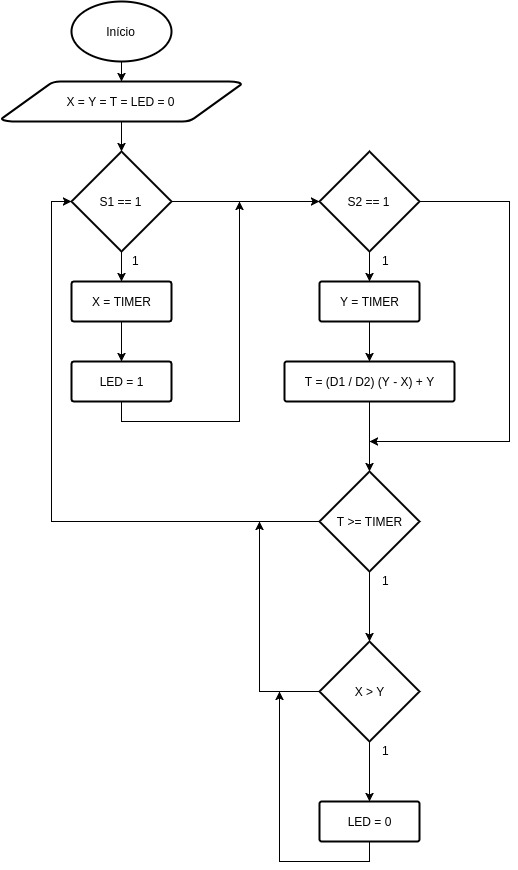 Início
X = Y = T = LED = 0
S1 == 1
S2 == 1
1
1
X = TIMER
Y = TIMER
LED = 1
T = (D1 / D2) (Y - X) + Y
T >= TIMER
1
X > Y
1
LED = 0